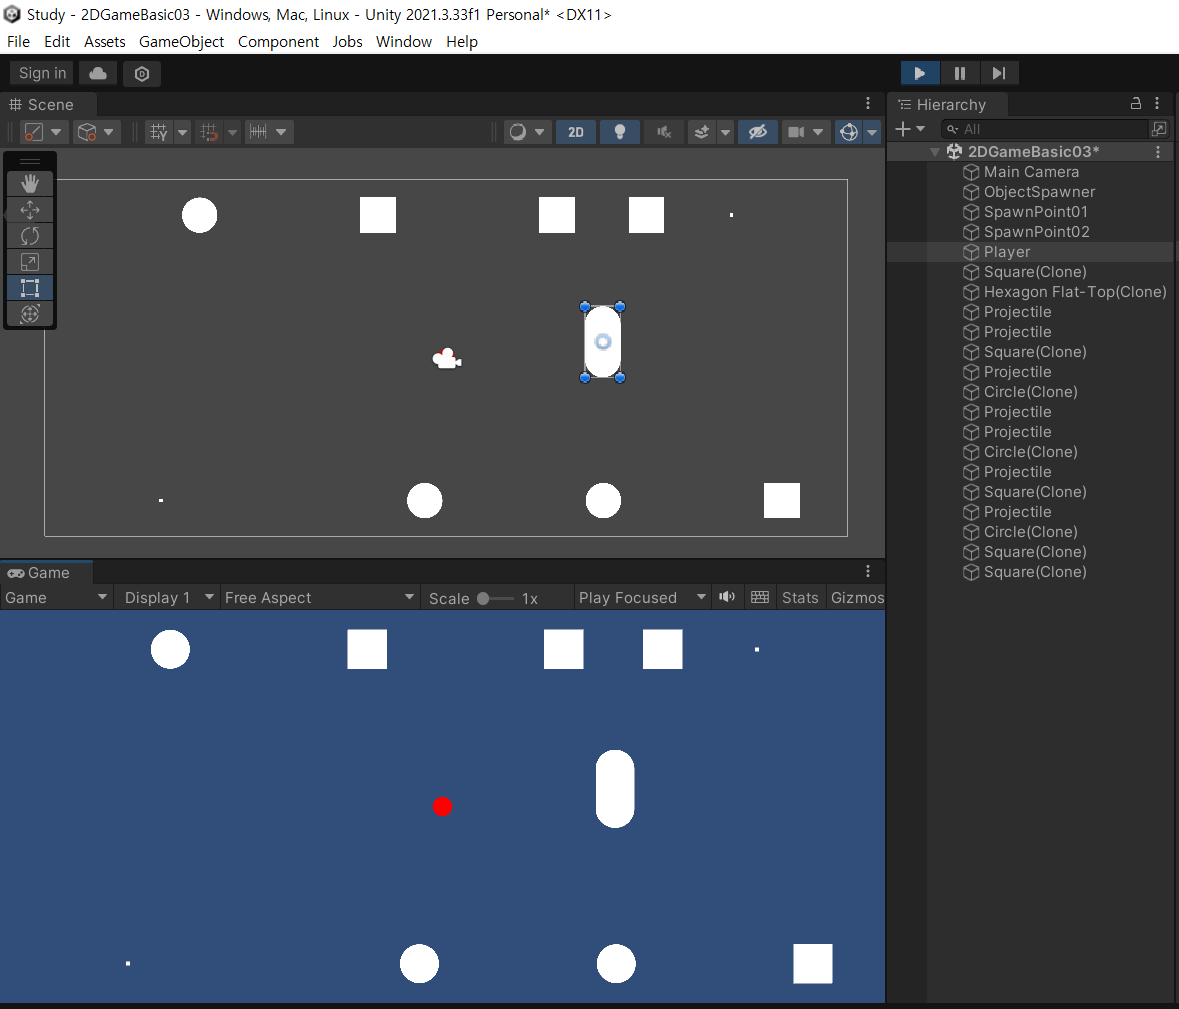 Study - 2DGameBasic03 - Windows, Mac, Linux - Unity 2021.3.33f1 Personal* <DX11>
File Edit Assets GameObject Component Jobs Window Help
Sign in
Scene
2D
Hierarchy
All
2DGameBasic03*
Main Camera
ObjectSpawner
SpawnPoint01
SpawnPoint02
Player
Square(Clone)
Hexagon Flat-Top(Clone)
Projectile
Projectile
Square(Clone)
Projectile
Circle(Clone)
Projectile
Projectile
Circle(Clone)
Projectile
Square(Clone)
Projectile
Circle(Clone)
Square(Clone)
Square(Clone)
Game
Game Display 1 Free Aspect Scale 1x Play Focused Stats Gizmos